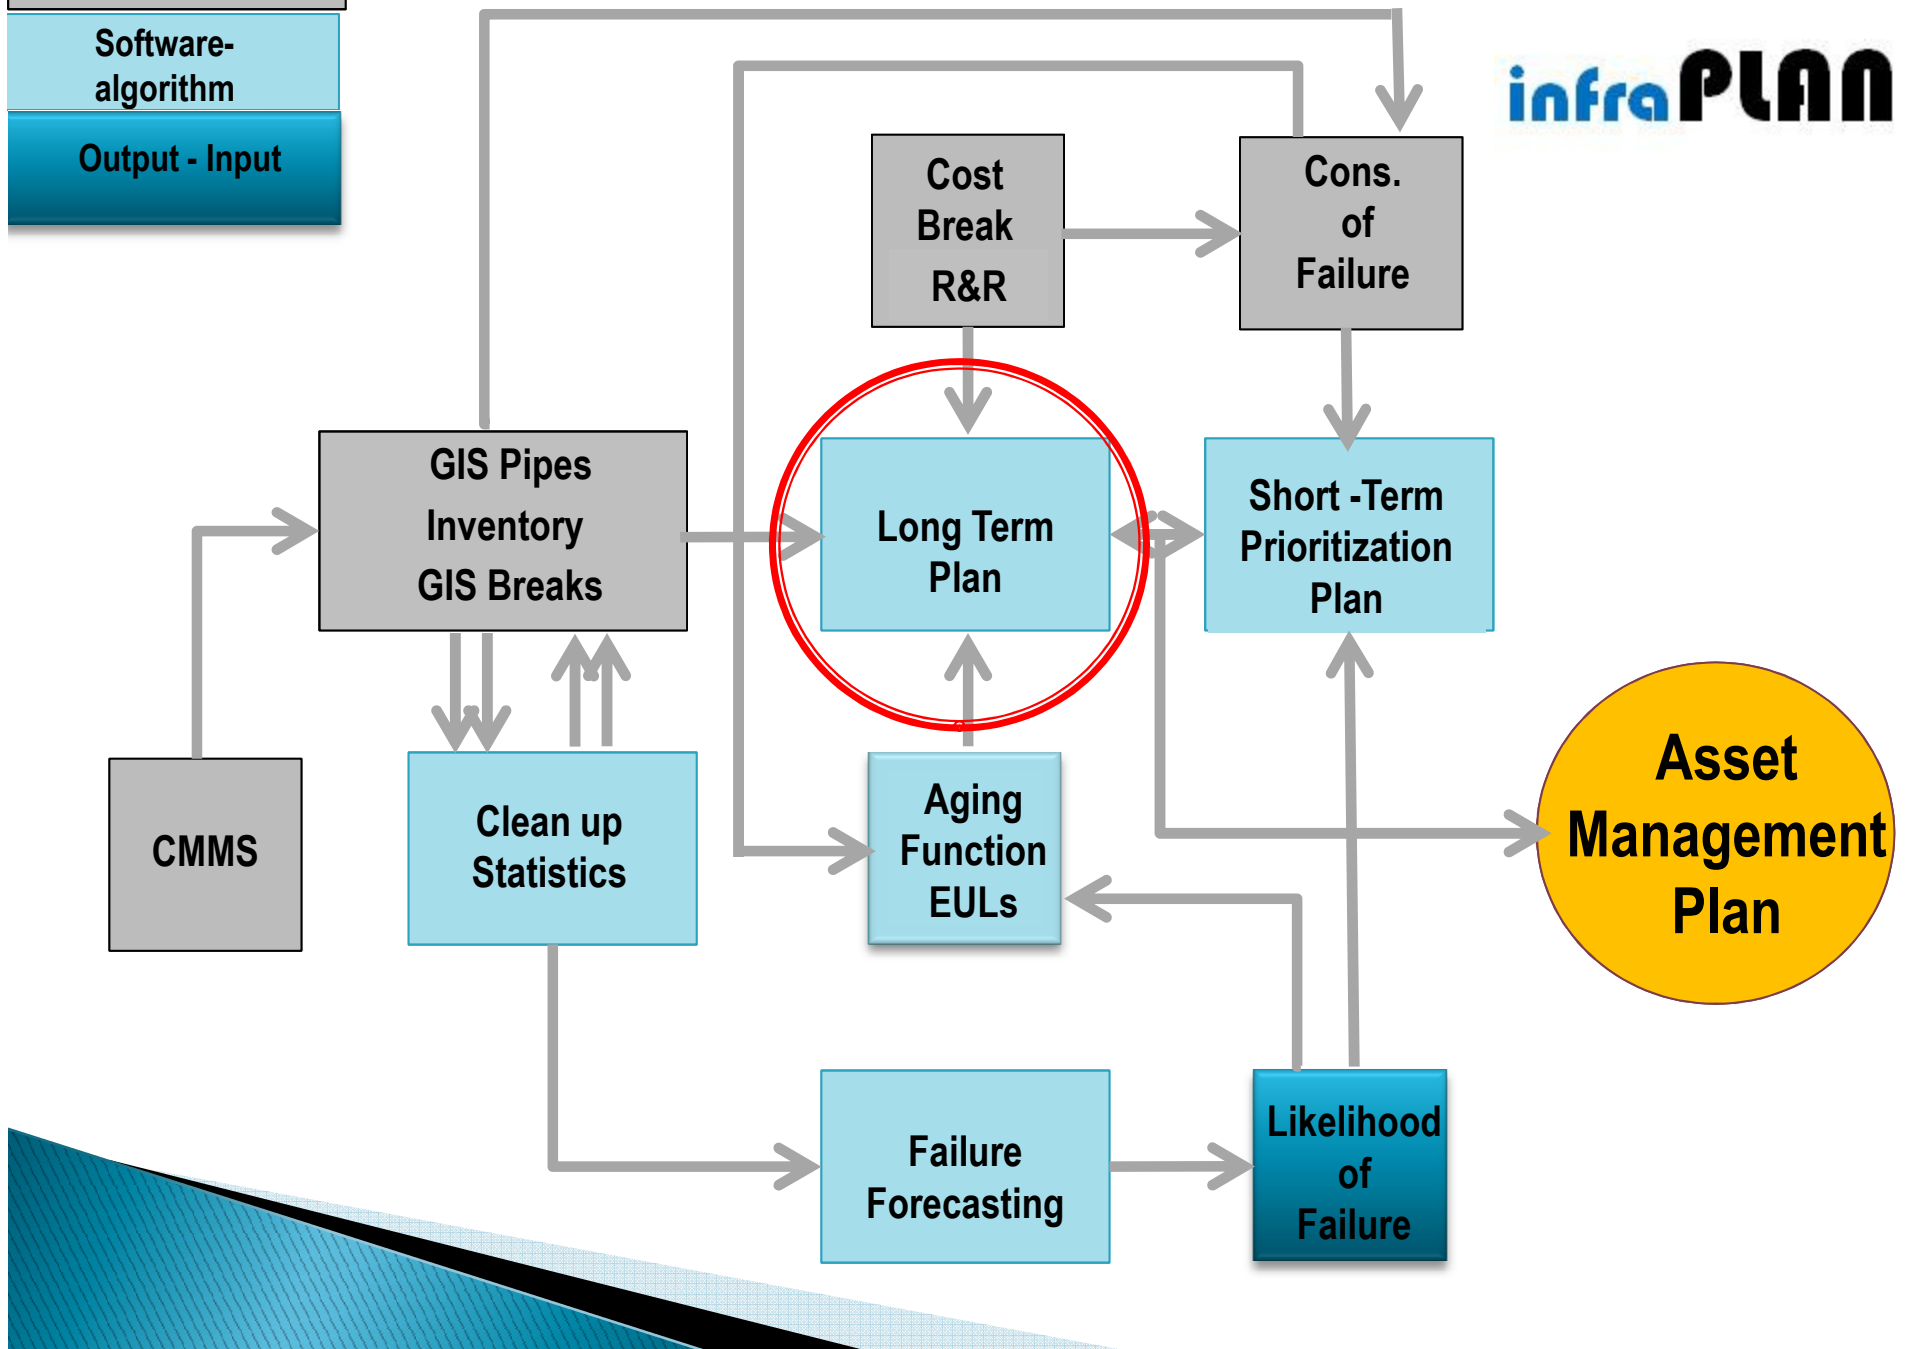 Software-
algorithm
Output - Input
infraPLAN
Cost
Break
R&R
Cons.
of
Failure
GIS Pipes
Inventory
GIS Breaks
Long Term
Plan
Short -Term
Prioritization
Plan
CMMS
Clean up
Statistics
Aging
Function
EULs
Asset
Management
Plan
Failure
Forecasting
Likelihood
of
Failure